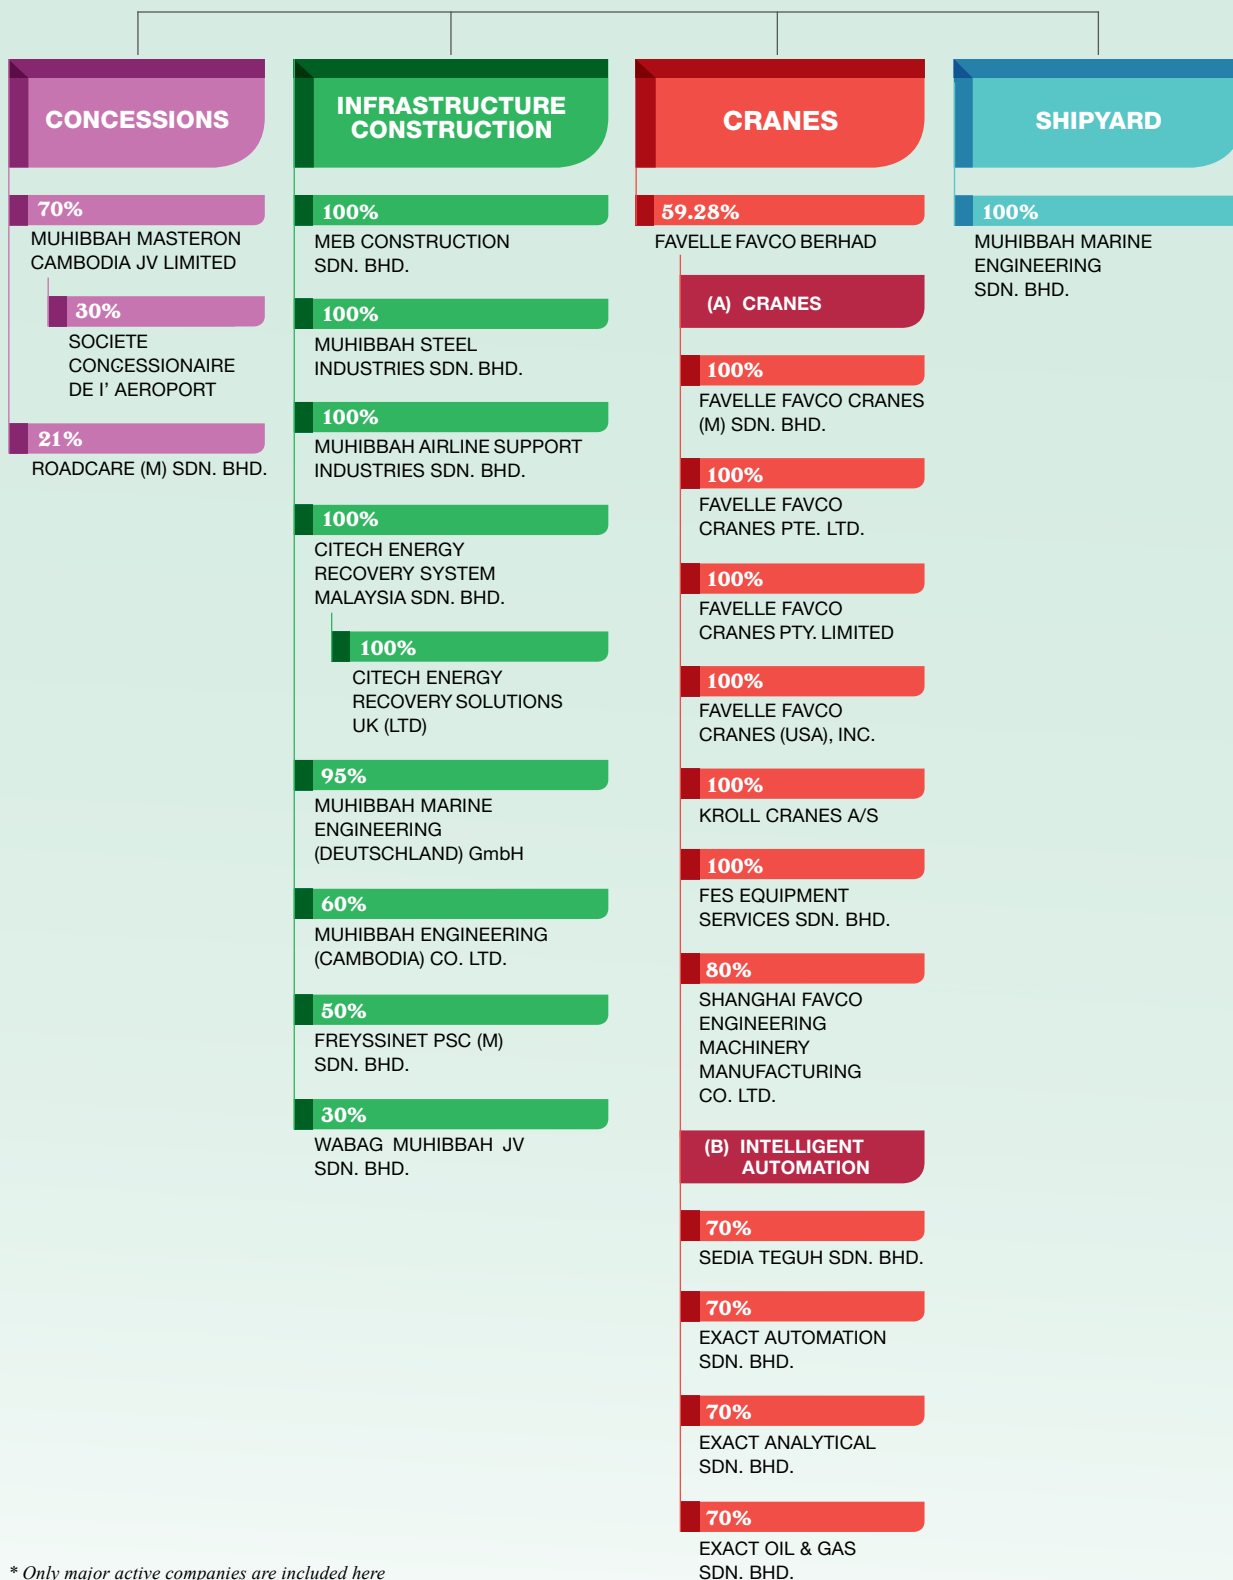 CONCESSIONS
70%
MUHIBBAH MASTERON
CAMBODIA JV LIMITED
30%
SOCIETE
CONCESSIONAIRE
DE I' AEROPORT
21%
ROADCARE (M) SDN. BHD.
INFRASTRUCTURE
CONSTRUCTION
100%
MEB CONSTRUCTION
SDN. BHD.
100%
MUHIBBAH STEEL
INDUSTRIES SDN. BHD.
100%
MUHIBBAH AIRLINE SUPPORT
INDUSTRIES SDN. BHD.
100%
CITECH ENERGY
RECOVERY SYSTEM
MALAYSIA SDN. BHD.
100%
CITECH ENERGY
RECOVERY SOLUTIONS
UK (LTD)
95%
MUHIBBAH MARINE
ENGINEERING
(DEUTSCHLAND) GmbH
60%
MUHIBBAH ENGINEERING
(CAMBODIA) CO. LTD.
50%
FREYSSINET PSC (M)
SDN. BHD.
30%
WABAG MUHIBBAH JV
SDN. BHD.
CRANES
59.28%
FAVELLE FAVCO BERHAD
(A) CRANES
100%
FAVELLE FAVCO CRANES
(M) SDN. BHD.
100%
FAVELLE FAVCO
CRANES PTE. LTD.
100%
FAVELLE FAVCO
CRANES PTY. LIMITED
100%
FAVELLE FAVCO
CRANES (USA), INC.
100%
KROLL CRANES A/S
100%
FES EQUIPMENT
SERVICES SDN. BHD.
80%
SHANGHAI FAVCO
ENGINEERING
MACHINERY
MANUFACTURING
CO. LTD.
(B) INTELLIGENT
AUTOMATION
70%
SEDIA TEGUH SDN. BHD.
70%
EXACT AUTOMATION
SDN. BHD.
70%
EXACT ANALYTICAL
SDN. BHD.
70%
EXACT OIL & GAS
SDN. BHD.
SHIPYARD
100%
MUHIBBAH MARINE
ENGINEERING
SDN. BHD.
* Only major active companies are included here